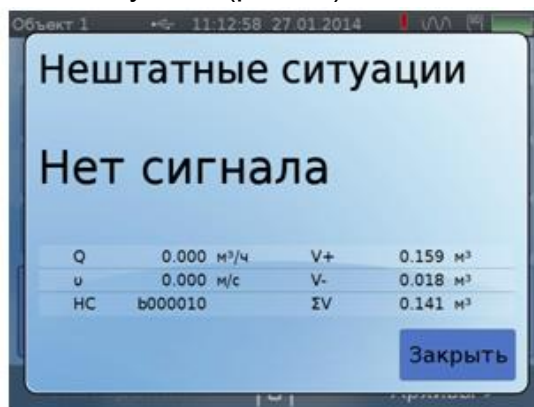 Объект 1 11:12:58 27.01.2014
Нештатные ситуации
Нет сигнала
Q 0.000 м³/ч V+ 0.159 м³
υ 0.000 м/с V- 0.018 м³
НС b000010 ΣV 0.141 м³
Закрыть